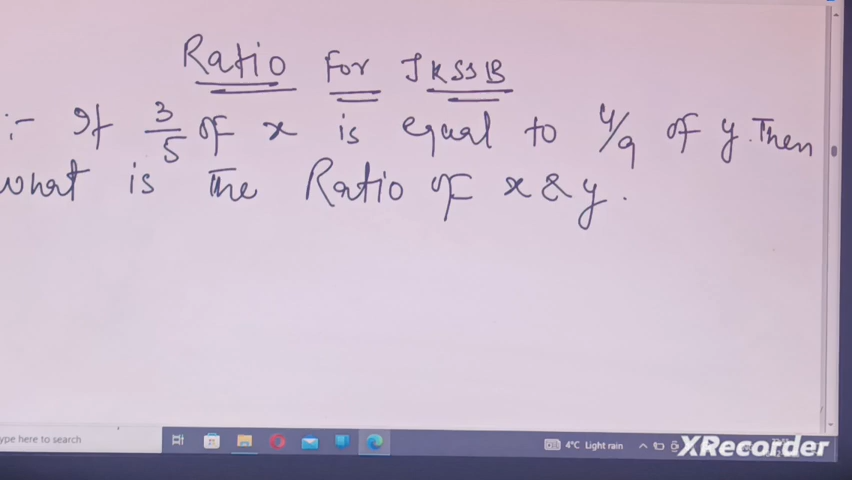 Ratio For JKSSB
:- If 3/5 of x is equal to 4/9 of y. Then
what is the Ratio of x & y.
ype here to search
4°C Light rain
XRecorder